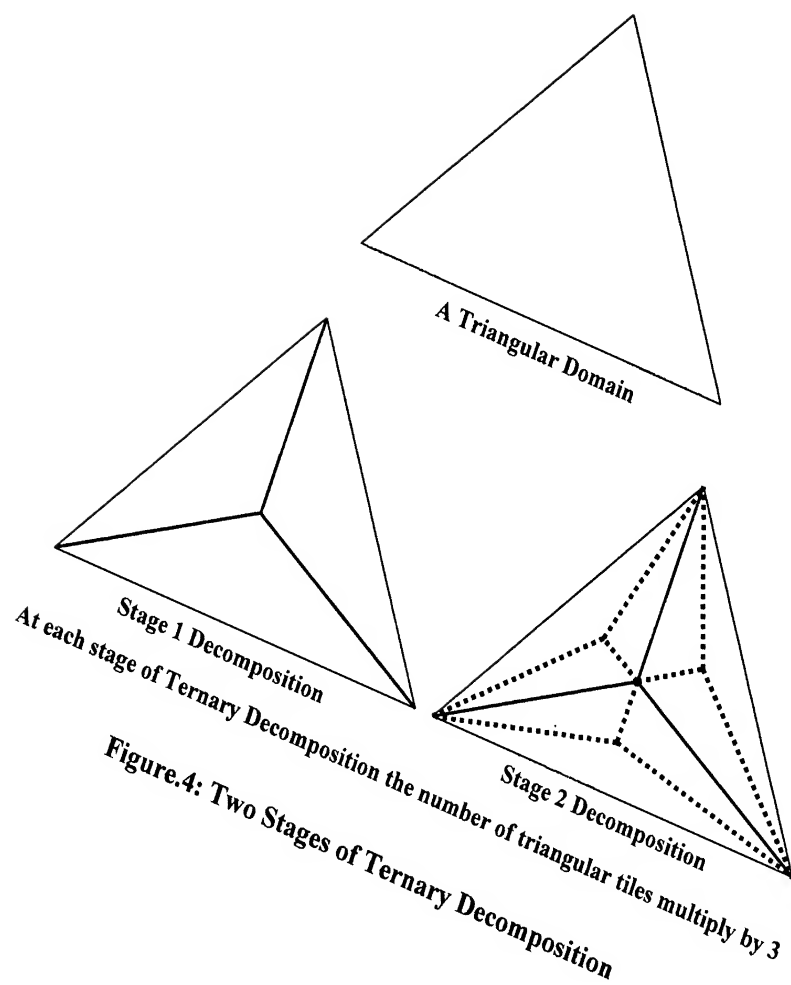 A Triangular Domain
Stage 1 Decomposition
Stage 2 Decomposition
At each stage of Ternary Decomposition the number of triangular tiles multiply by 3
Figure.4: Two Stages of Ternary Decomposition